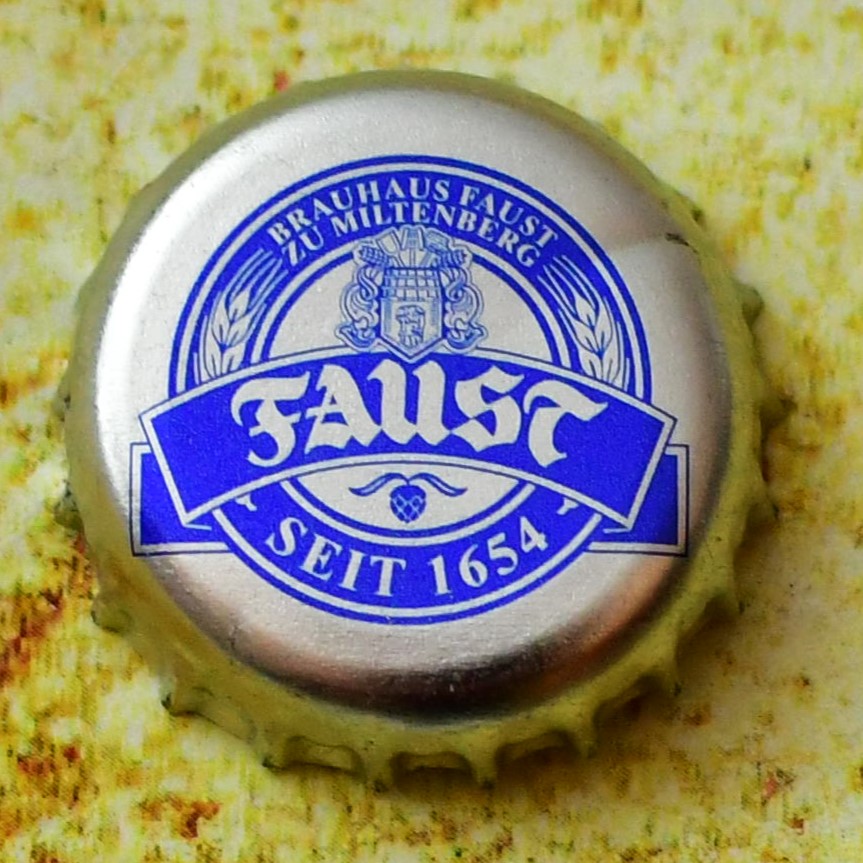 BRAUHAUS FAUST
ZU MILTENBERG
FAUST
SEIT 1654